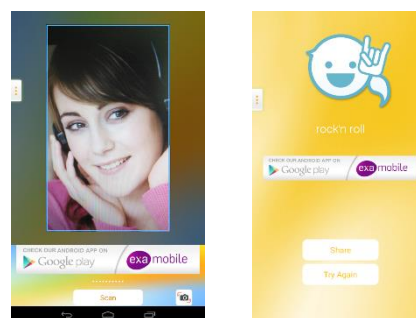 CHECK OUR ANDROID APP ON
Google play
exa mobile
Scan
rock'n roll
CHECK OUR ANDROID APP ON
Google play
exa mobile
Share
Try Again